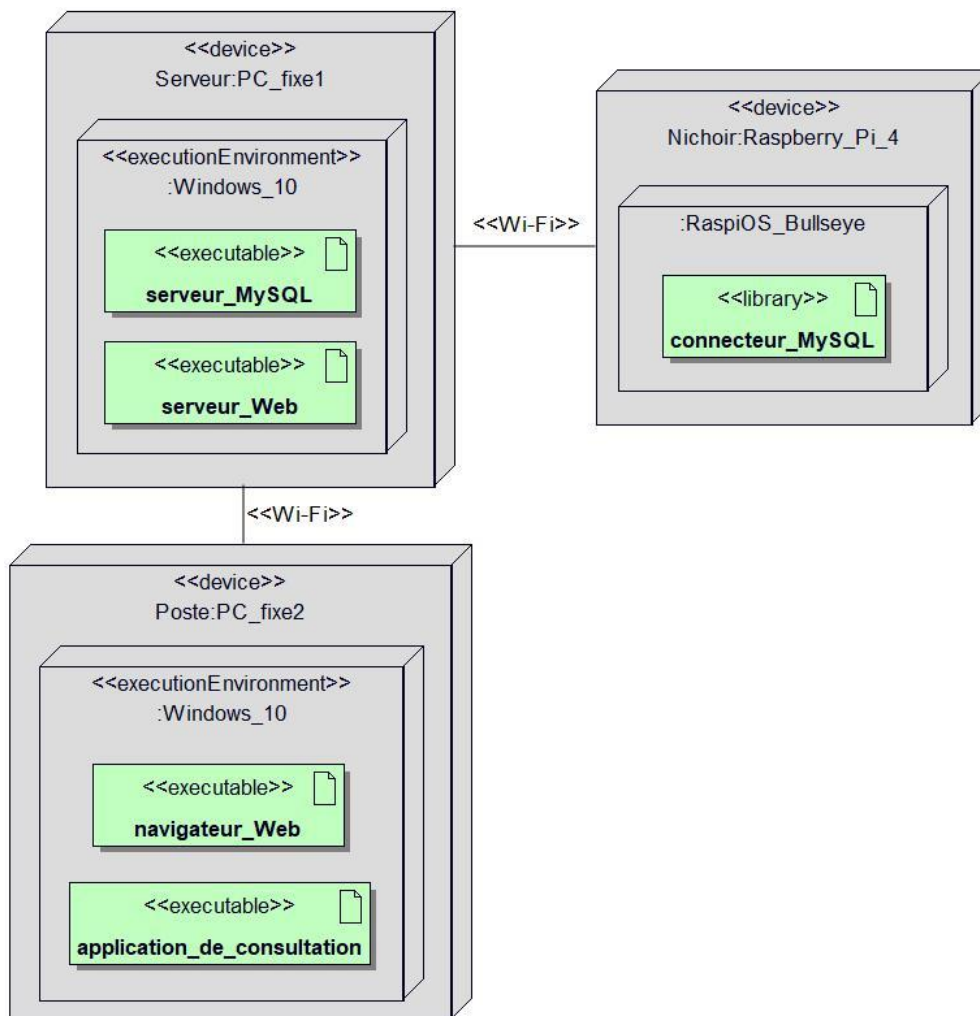 <<device>>
Serveur:PC_fixe1
<<executionEnvironment>>
:Windows_10
<<executable>>
serveur_MySQL
<<executable>>
serveur_Web
<<Wi-Fi>>
<<device>>
Nichoir:Raspberry_Pi_4
:RaspiOS_Bullseye
<<library>>
connecteur_MySQL
<<Wi-Fi>>
<<device>>
Poste:PC_fixe2
<<executionEnvironment>>
:Windows_10
<<executable>>
navigateur_Web
<<executable>>
application_de_consultation